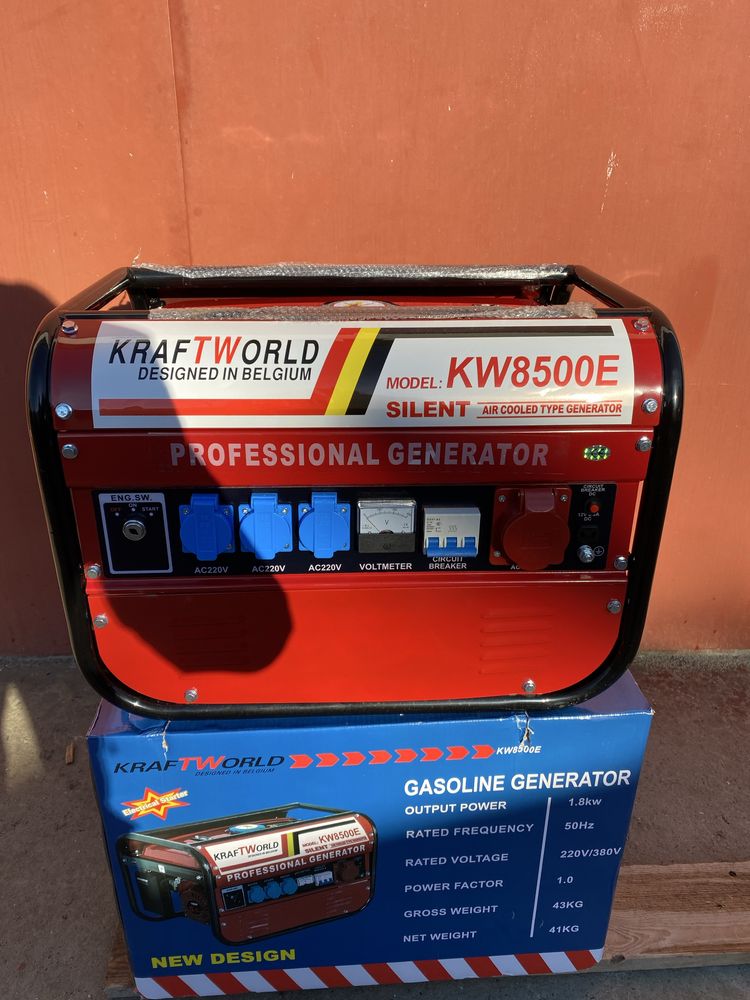 KRAFTWORLD
DESIGNED IN BELGIUM
MODEL: KW8500E
SILENT AIR COOLED TYPE GENERATOR
PROFESSIONAL GENERATOR
ENG.SW.
OFF ON START
CIRCUIT
BREAKER
DC
AC220V AC220V AC220V VOLTMETER CIRCUIT
BREAKER
V
KRAFTWORLD KW8500E
DESIGNED IN BELGIUM
Electrical Starter
GASOLINE GENERATOR
OUTPUT POWER 1.8kw
RATED FREQUENCY 50Hz
RATED VOLTAGE 220V/380V
POWER FACTOR 1.0
GROSS WEIGHT 43KG
NET WEIGHT 41KG
KRAFTWORLD
MODEL: KW8500E
SILENT
PROFESSIONAL GENERATOR
NEW DESIGN